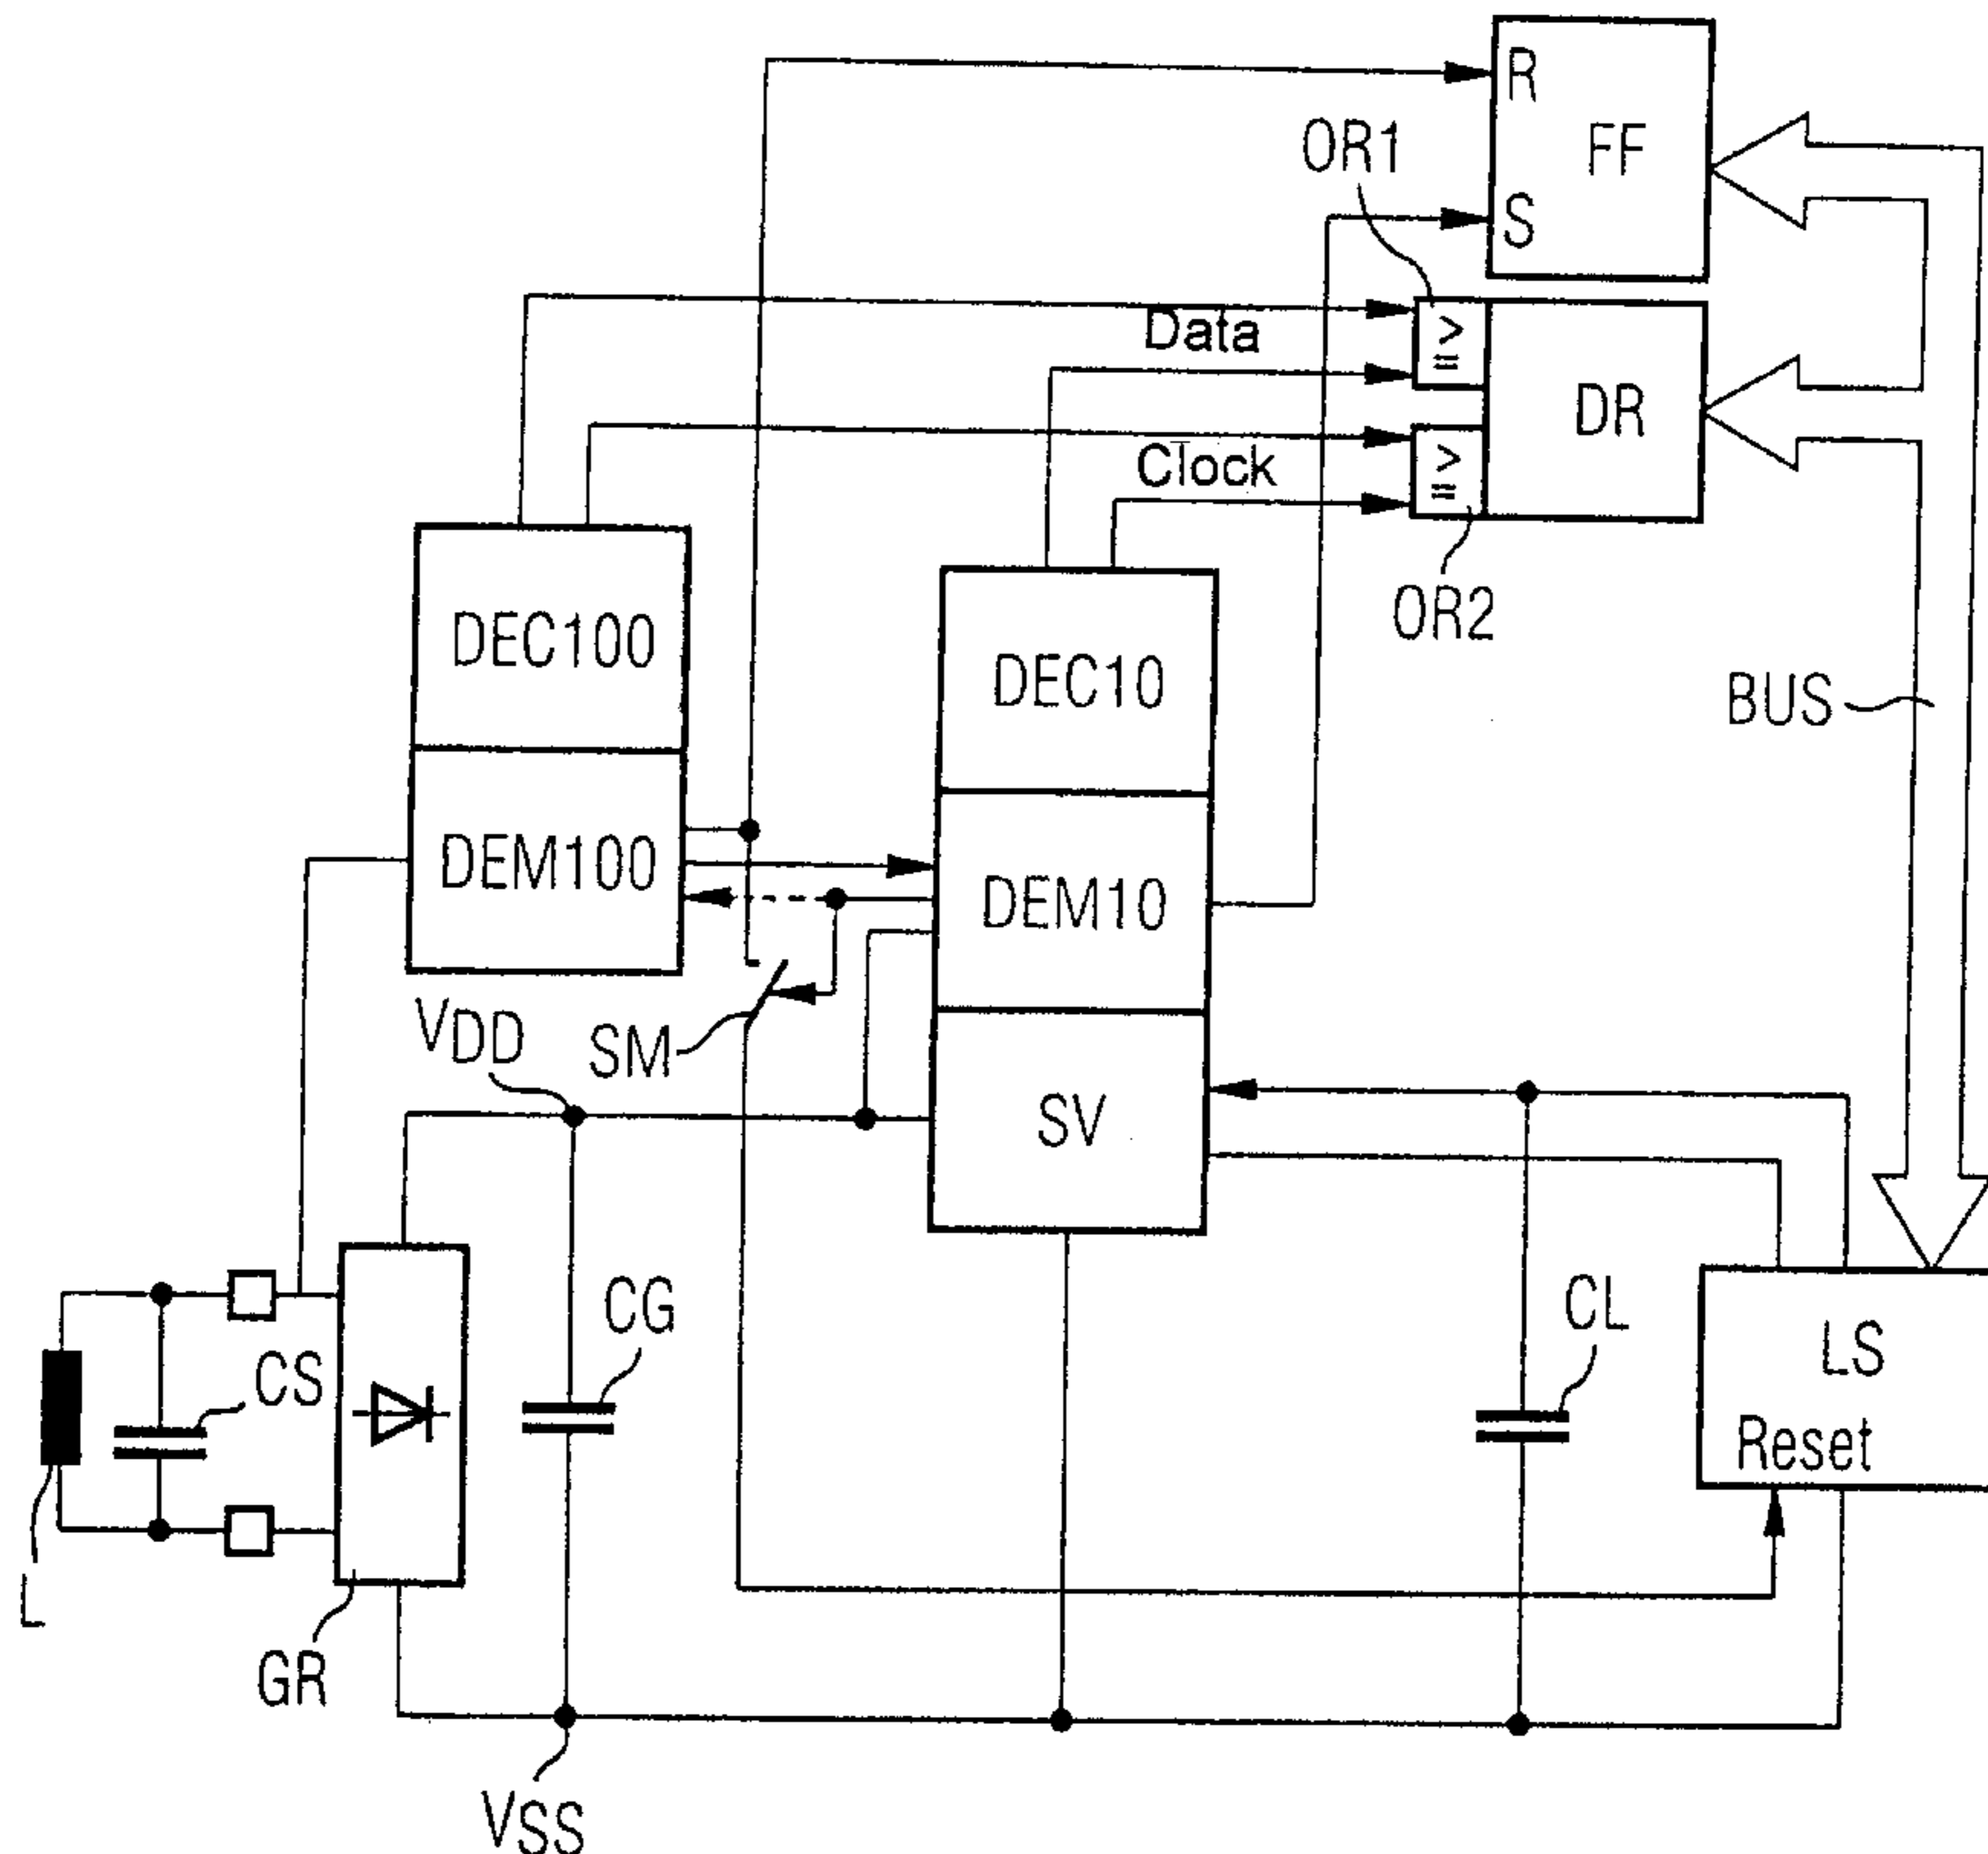 R
FF
S
OR1
Data
DR
Clock
OR2
DEC100
DEC10
BUS
DEM100
DEM10
VDD
SM
SV
CG
CL
LS
Reset
CS
L
GR
VSS